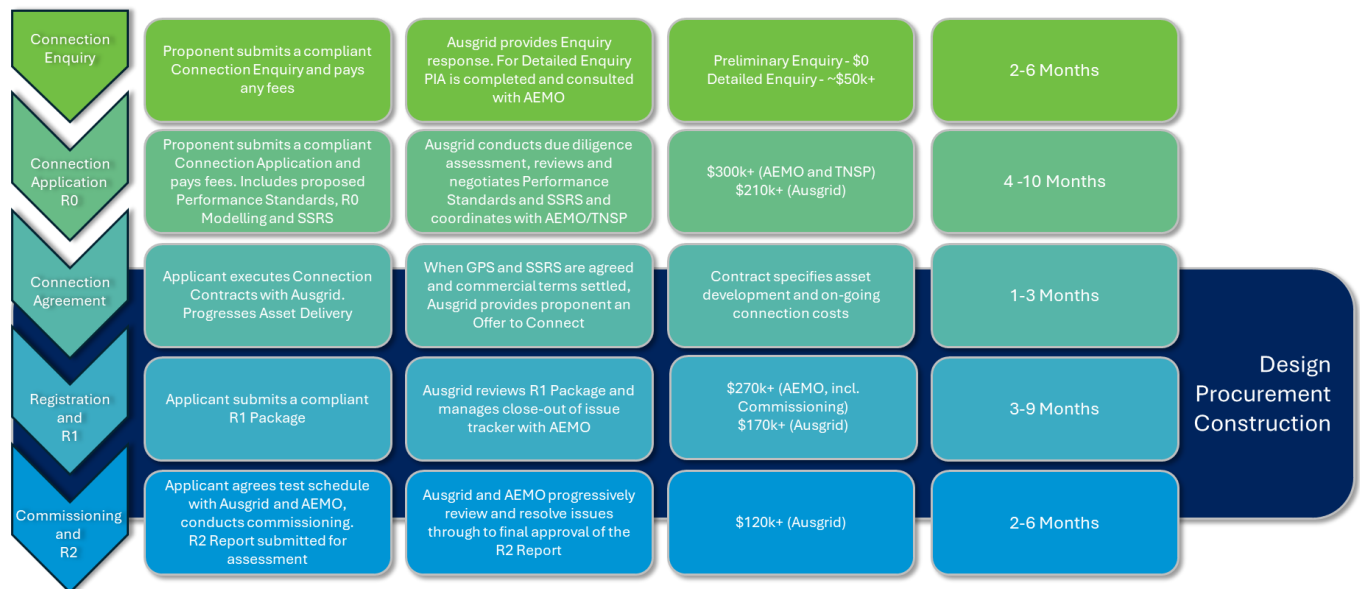 Connection
Enquiry
Proponent submits a compliant
Connection Enquiry and pays
any fees
Ausgrid provides Enquiry
response. For Detailed Enquiry
PIA is completed and consulted
with AEMO
Preliminary Enquiry - $0
Detailed Enquiry - ~$50k+
2-6 Months
Connection
Application
R0
Proponent submits a compliant
Connection Application and
pays fees. Includes proposed
Performance Standards, R0
Modelling and SSRS
Ausgrid conducts due diligence
assessment, reviews and
negotiates Performance
Standards and SSRS and
coordinates with AEMO/TNSP
$300k+ (AEMO and TNSP)
$210k+ (Ausgrid)
4 -10 Months
Connection
Agreement
Applicant executes Connection
Contracts with Ausgrid.
Progresses Asset Delivery
When GPS and SSRS are agreed
and commercial terms settled,
Ausgrid provides proponent an
Offer to Connect
Contract specifies asset
development and on-going
connection costs
1-3 Months
Registration
and
R1
Applicant submits a compliant
R1 Package
Ausgrid reviews R1 Package and
manages close-out of issue
tracker with AEMO
$270k+ (AEMO, incl.
Commissioning)
$170k+ (Ausgrid)
3-9 Months
Design
Procurement
Construction
Commissioning
and
R2
Applicant agrees test schedule
with Ausgrid and AEMO,
conducts commissioning.
R2 Report submitted for
assessment
Ausgrid and AEMO progressively
review and resolve issues
through to final approval of the
R2 Report
$120k+ (Ausgrid)
2-6 Months